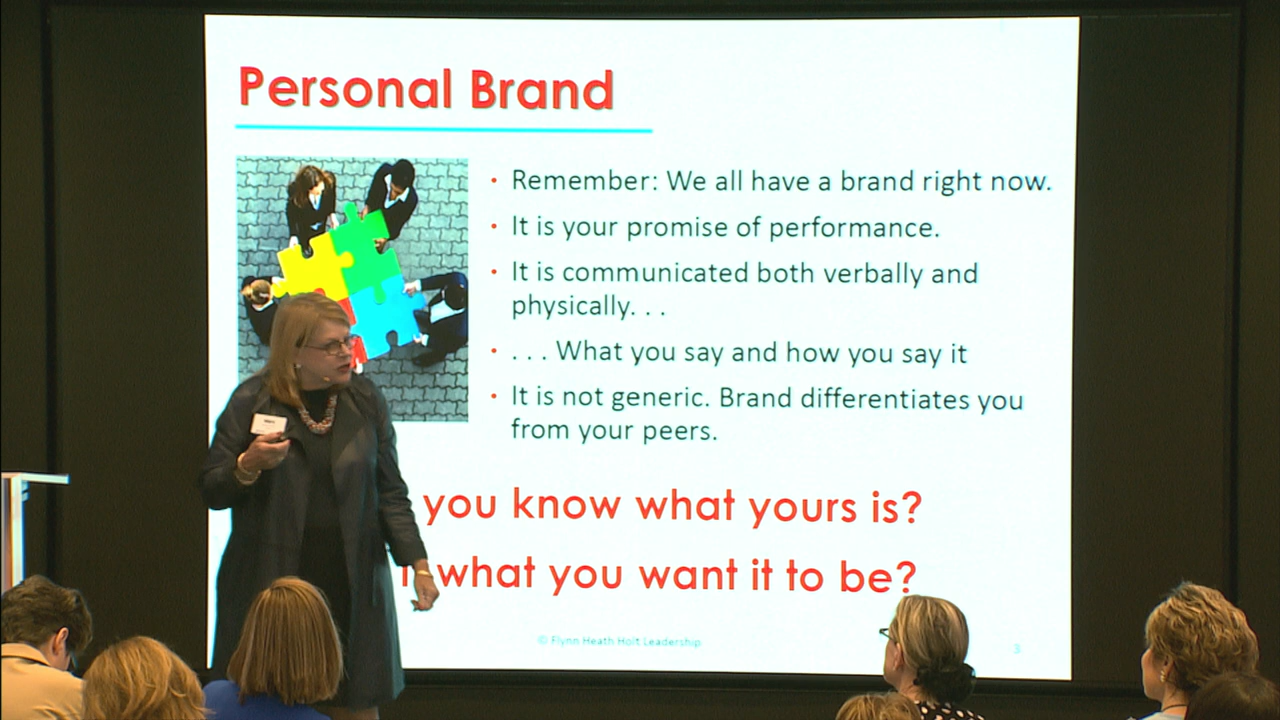 Personal Brand
• Remember: We all have a brand right now.
• It is your promise of performance.
• It is communicated both verbally and
physically. . .
• . . . What you say and how you say it
• It is not generic. Brand differentiates you
from your peers.
you know what yours is?
what you want it to be?
© Flynn Heath Holt Leadership
3